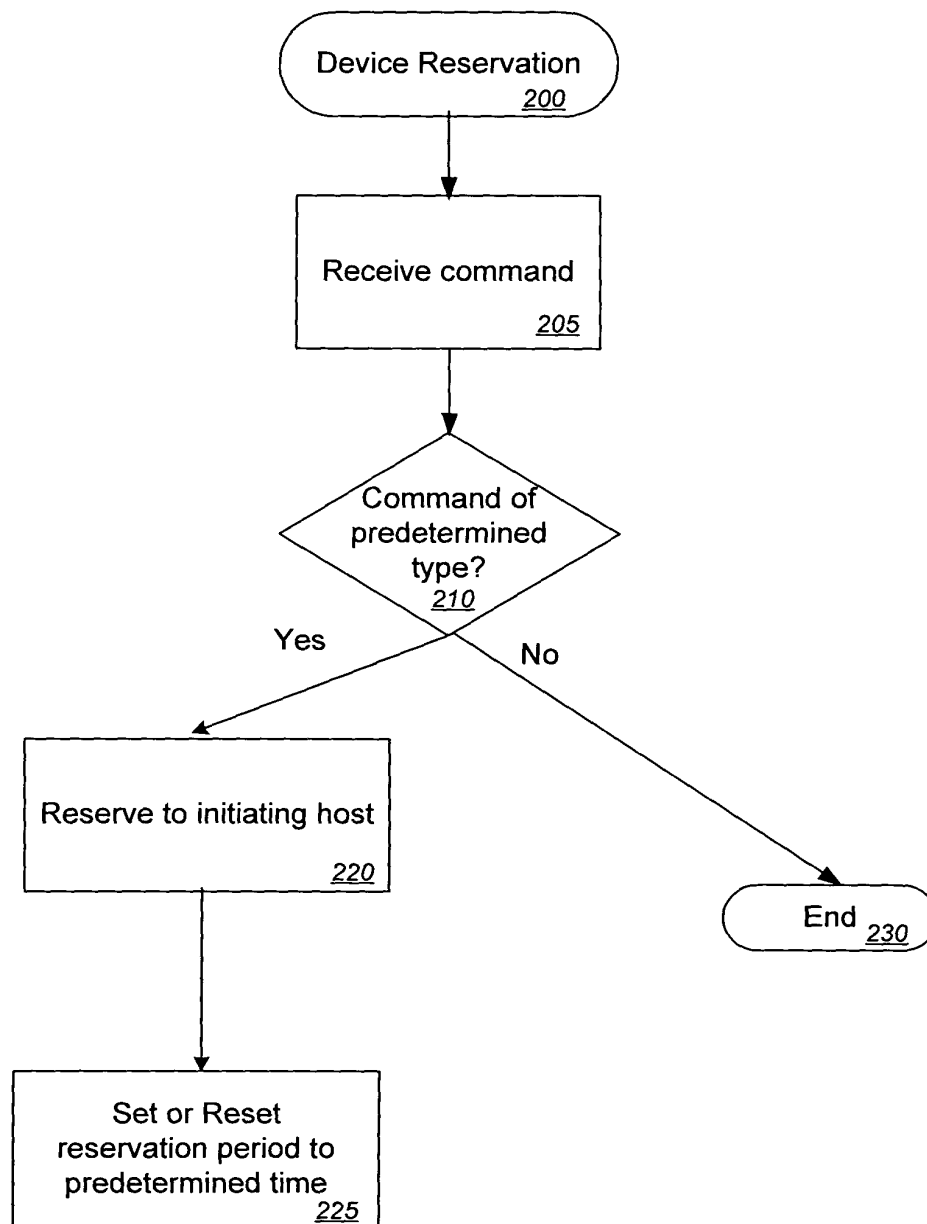 Device Reservation
200
Receive command
205
Command of
predetermined
type?
210
Yes
No
Reserve to initiating host
220
End
230
Set or Reset
reservation period to
predetermined time
225